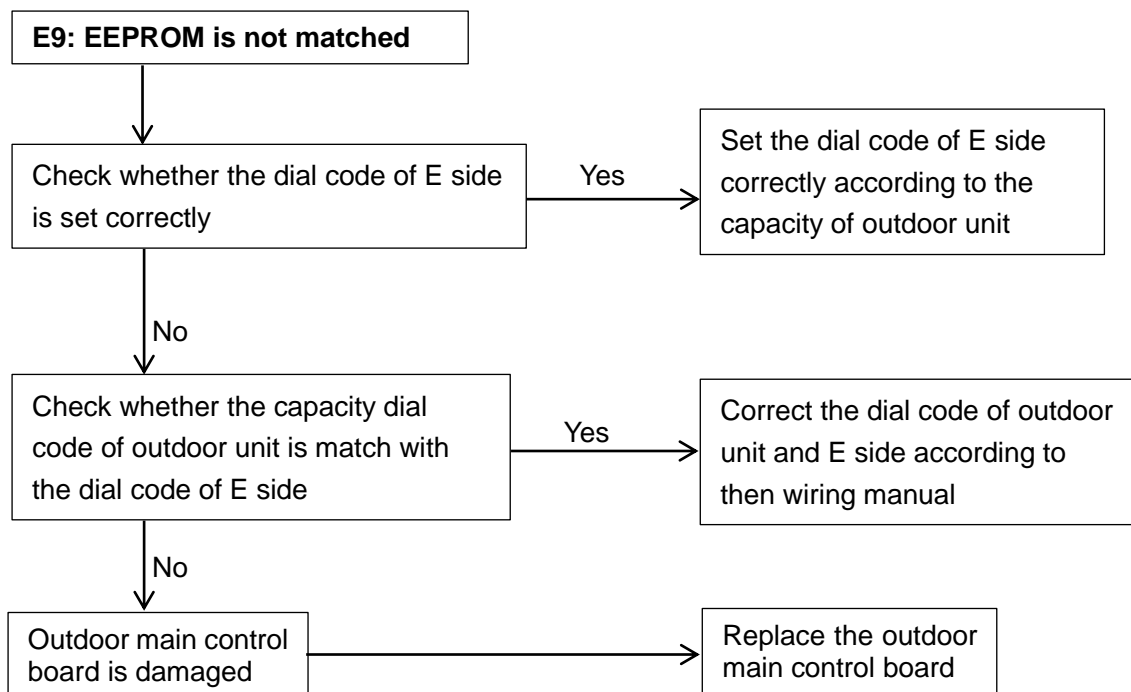 E9: EEPROM is not matched
Check whether the dial code of E side
is set correctly
Yes
Set the dial code of E side
correctly according to the
capacity of outdoor unit
No
Check whether the capacity dial
code of outdoor unit is match with
the dial code of E side
Yes
Correct the dial code of outdoor
unit and E side according to
then wiring manual
No
Outdoor main control
board is damaged
Replace the outdoor
main control board